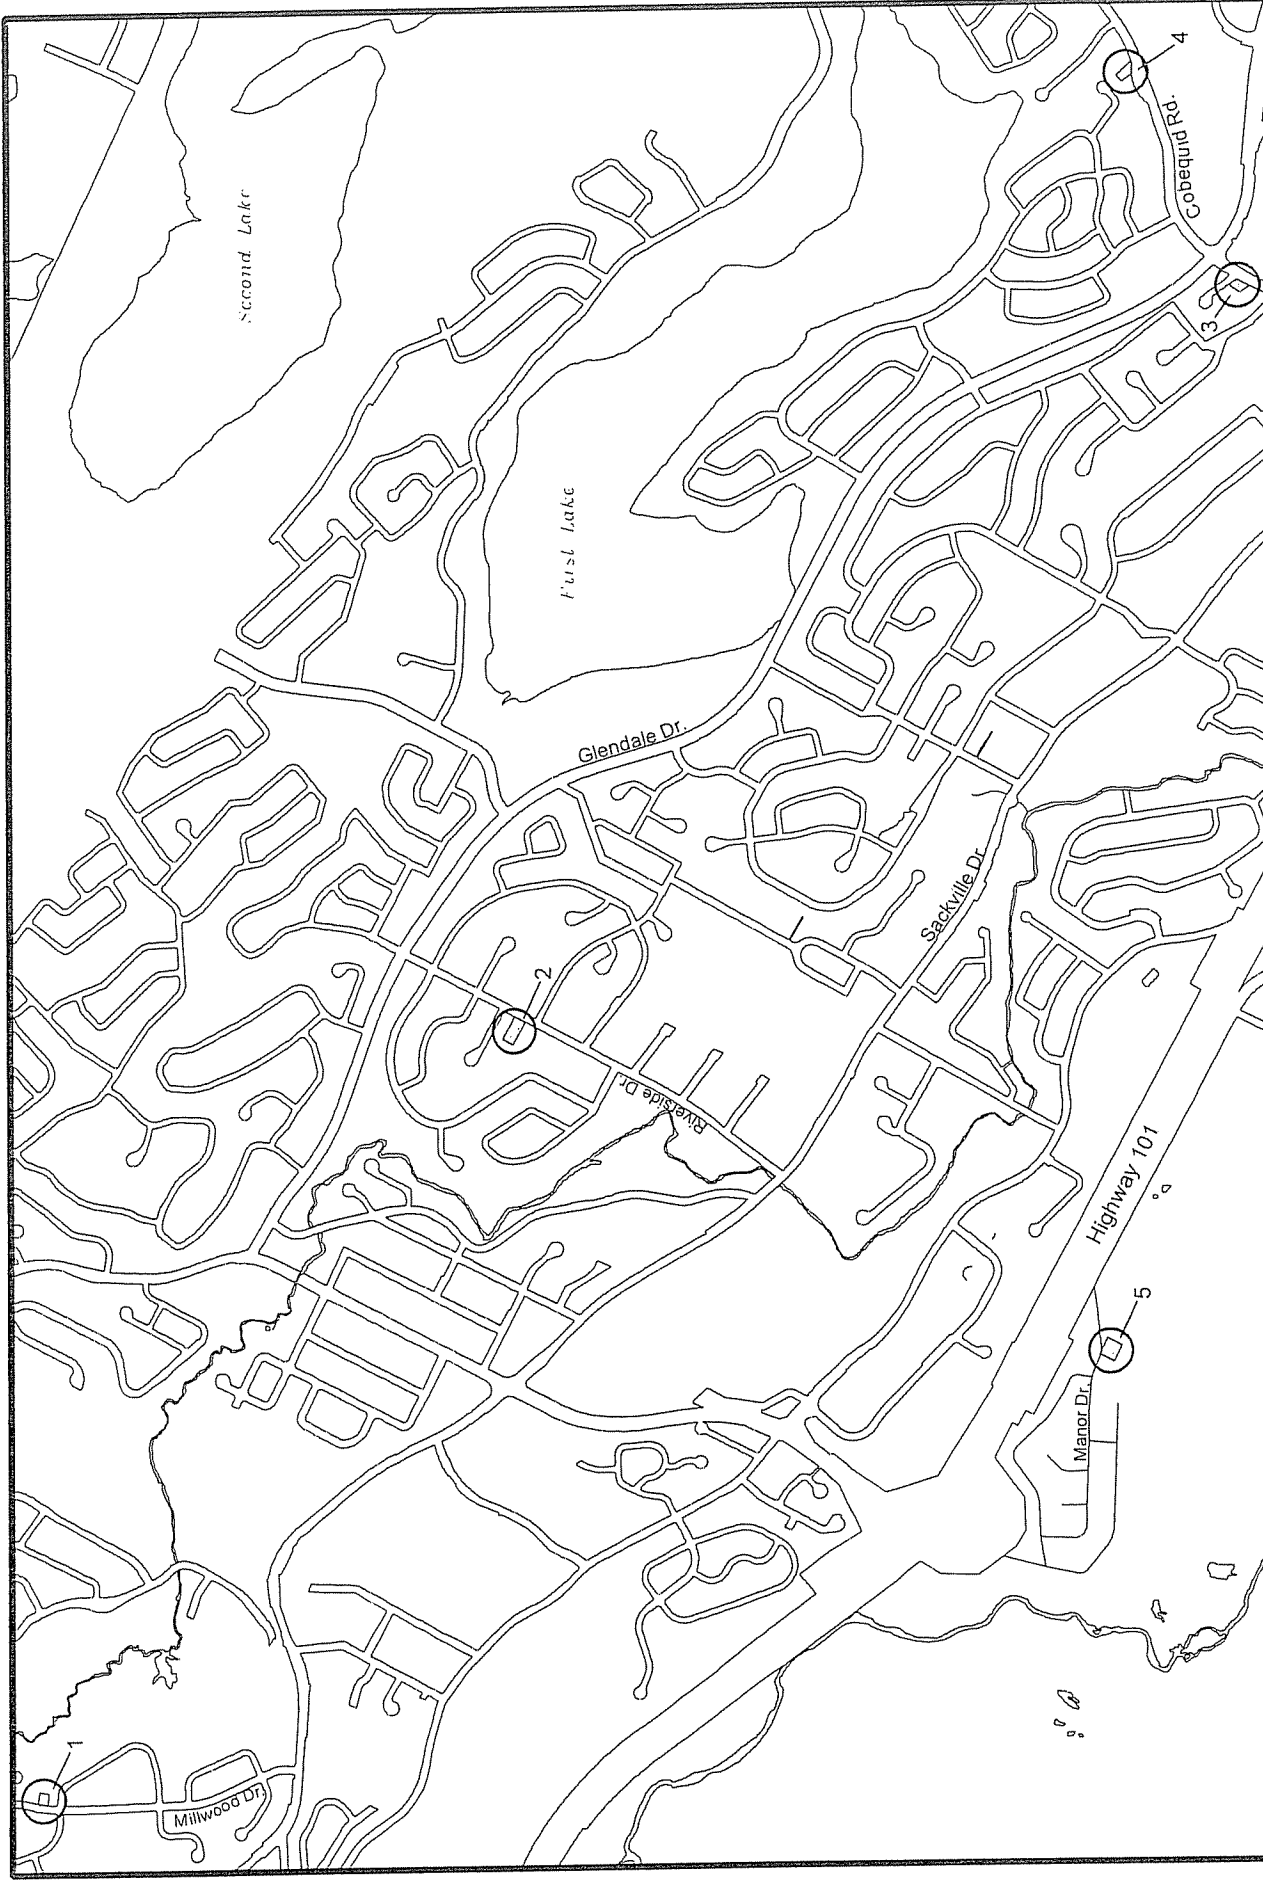 Second Lake
First Lake
Glendale Dr.
Sackville Dr.
Riverside Dr.
Cobequid Rd.
Highway 101
Manor Dr.
Millwood Dr.
1
2
3
4
5